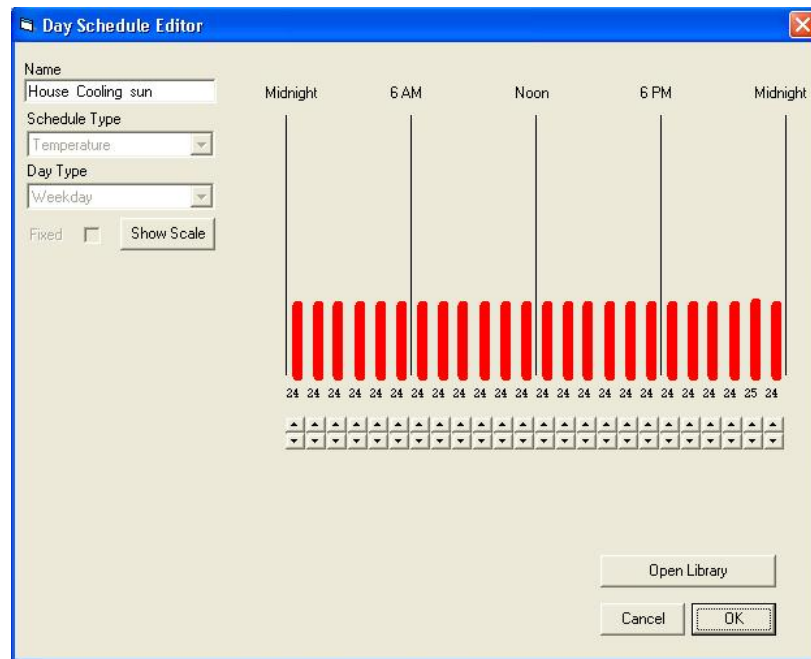 Day Schedule Editor
Name
House Cooling sun
Schedule Type
Temperature
Day Type
Weekday
Fixed
Show Scale
Midnight 6 AM Noon 6 PM Midnight
24 24 24 24 24 24 24 24 24 24 24 24 24 24 24 24 24 24 24 24 24 24 25 24
Open Library
Cancel OK